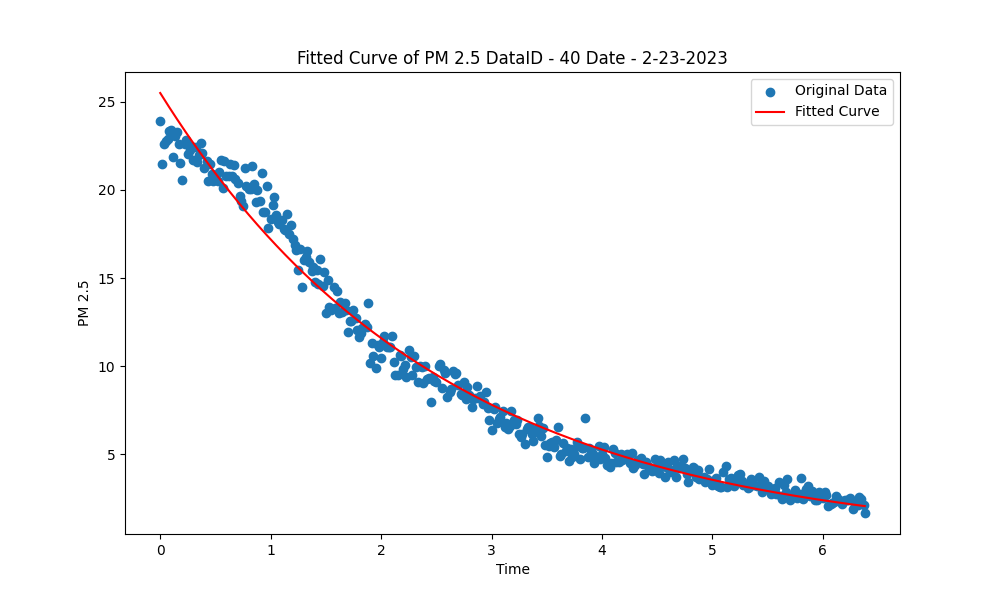 Fitted Curve of PM 2.5 DataID - 40 Date - 2-23-2023
Original Data
Fitted Curve
25
20
15
10
5
PM 2.5
0 1 2 3 4 5 6
Time